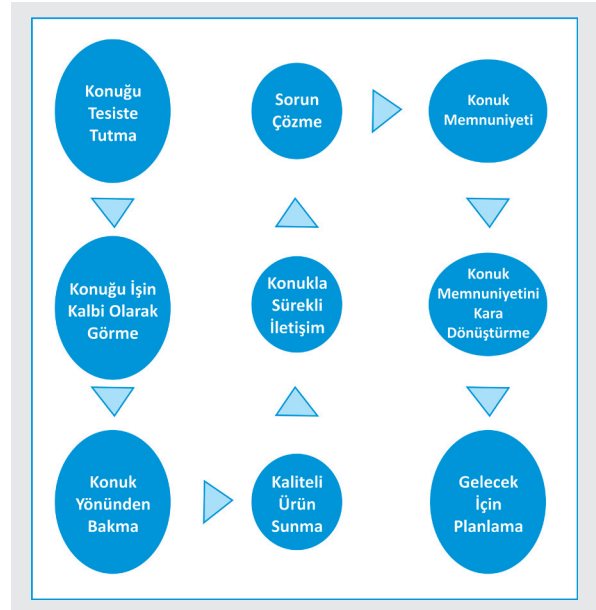 Konuğu
Tesiste
Tutma
Konuğu İşin
Kalbi Olarak
Görme
Konuk
Yönünden
Bakma
Kaliteli
Ürün
Sunma
Konukla
Sürekli
İletişim
Sorun
Çözme
Konuk
Memnuniyeti
Konuk
Memnuniyetini
Kara
Dönüştürme
Gelecek
İçin
Planlama